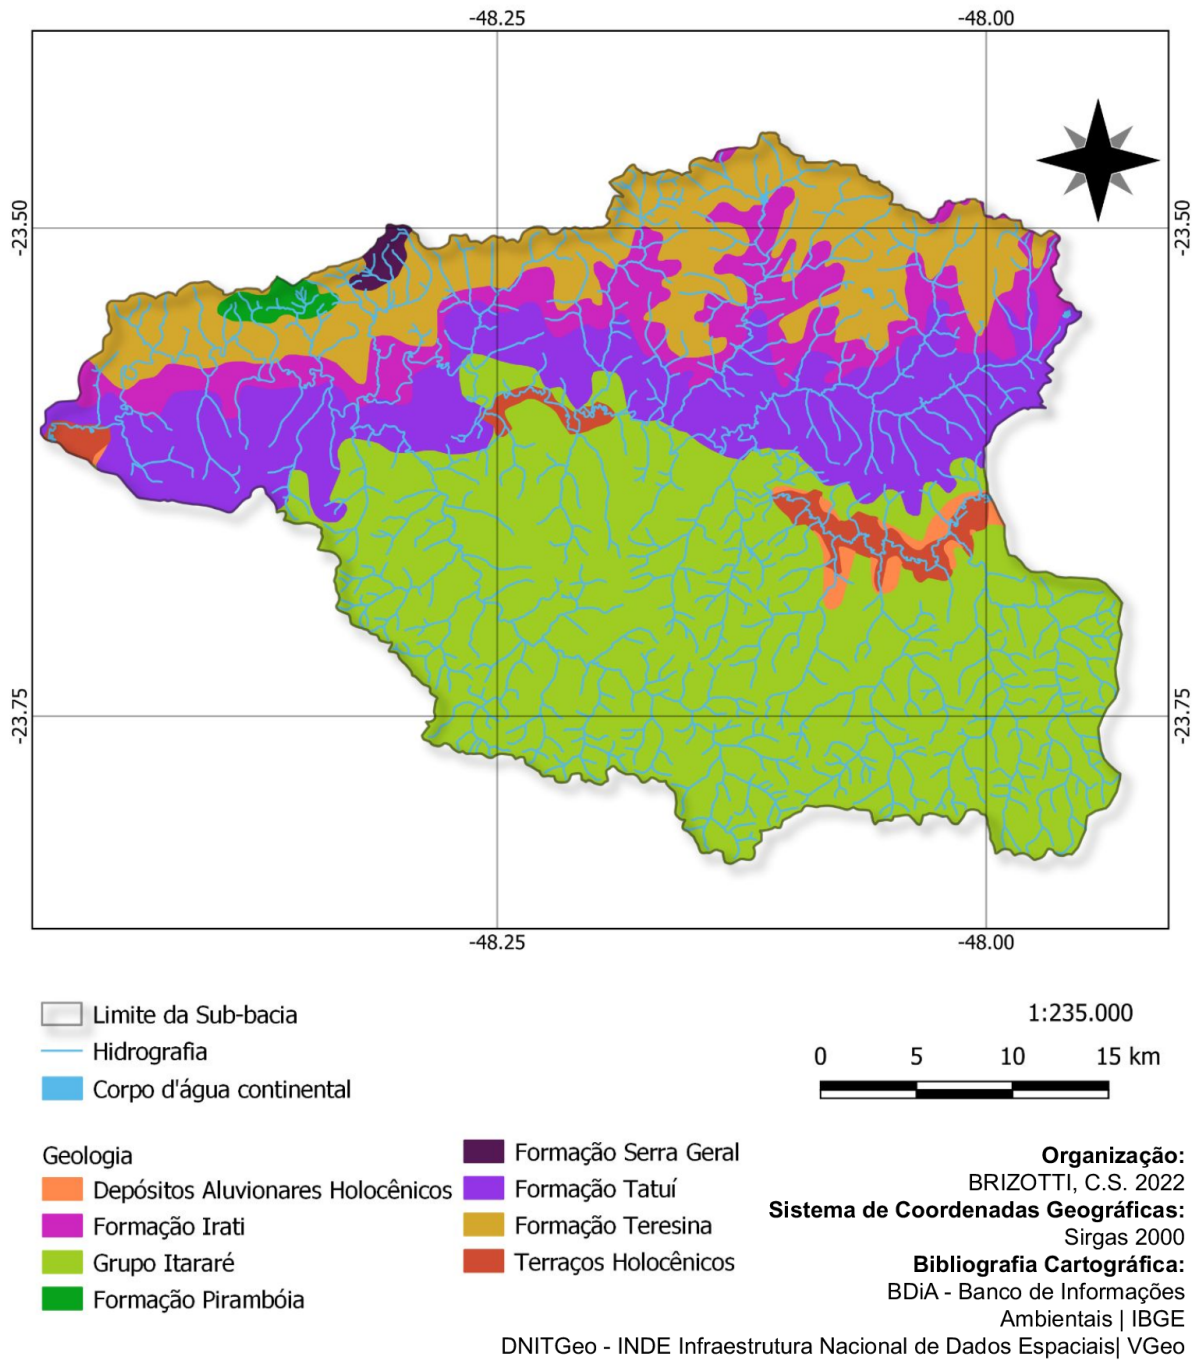 -48.25 -48.00
-23.50 -23.50
-23.75 -23.75
-48.25 -48.00
Limite da Sub-bacia
Hidrografia
Corpo d'água continental
1:235.000
0 5 10 15 km
Geologia
Depósitos Aluvionares Holocênicos
Formação Irati
Grupo Itararé
Formação Pirambóia
Formação Serra Geral
Formação Tatuí
Formação Teresina
Terraços Holocênicos
Organização:
BRIZOTTI, C.S. 2022
Sistema de Coordenadas Geográficas:
Sirgas 2000
Bibliografia Cartográfica:
BDiA - Banco de Informações
Ambientais | IBGE
DNITGeo - INDE Infraestrutura Nacional de Dados Espaciais| VGeo